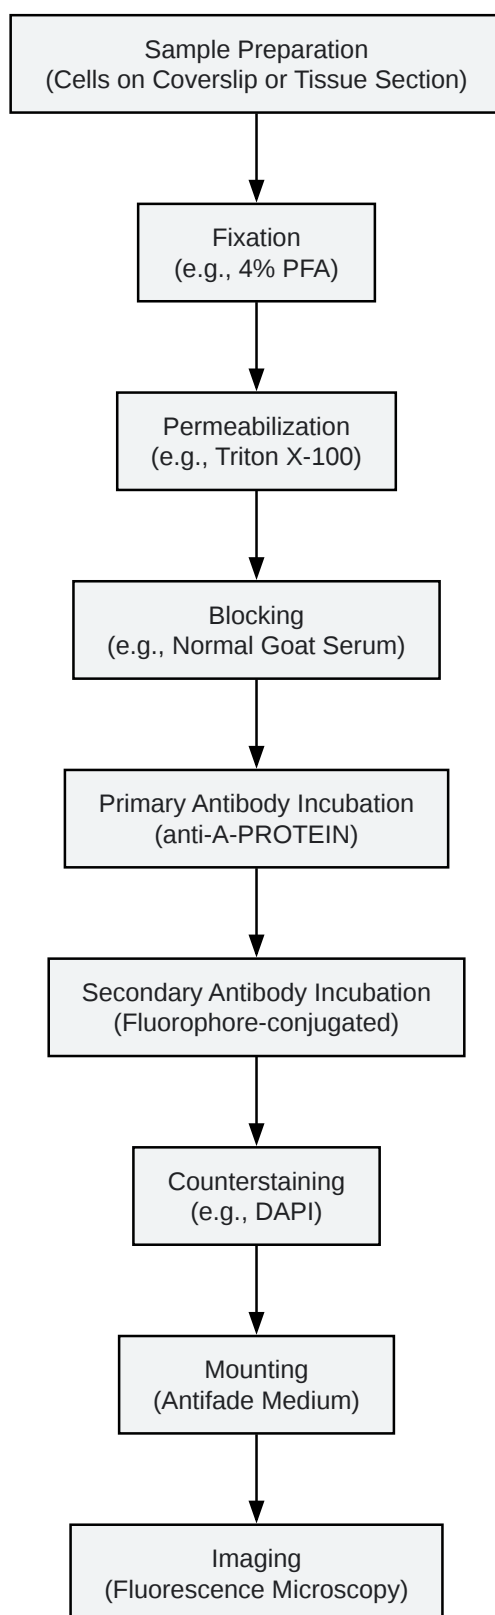 Sample Preparation
(Cells on Coverslip or Tissue Section)
Fixation
(e.g., 4% PFA)
Permeabilization
(e.g., Triton X-100)
Blocking
(e.g., Normal Goat Serum)
Primary Antibody Incubation
(anti-A-PROTEIN)
Secondary Antibody Incubation
(Fluorophore-conjugated)
Counterstaining
(e.g., DAPI)
Mounting
(Antifade Medium)
Imaging
(Fluorescence Microscopy)